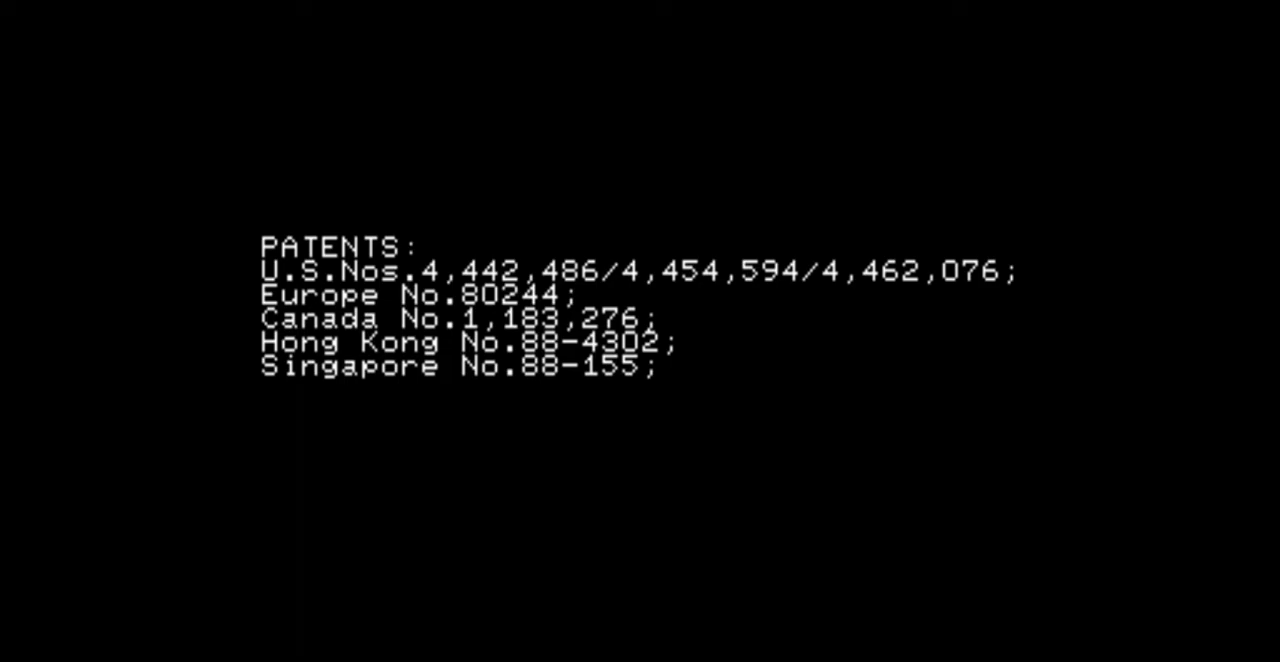 PATENTS:
U.S.Nos.4,442,486/4,454,594/4,462,076;
Europe No.80244;
Canada No.1,183,276;
Hong Kong No.88-4302;
Singapore No.88-155;